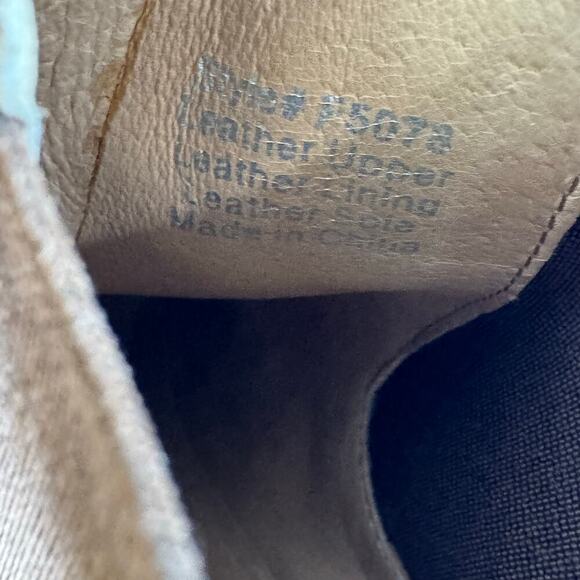 Style# F5078
Leather Upper
Leather Lining
Leather Sole
Made in China